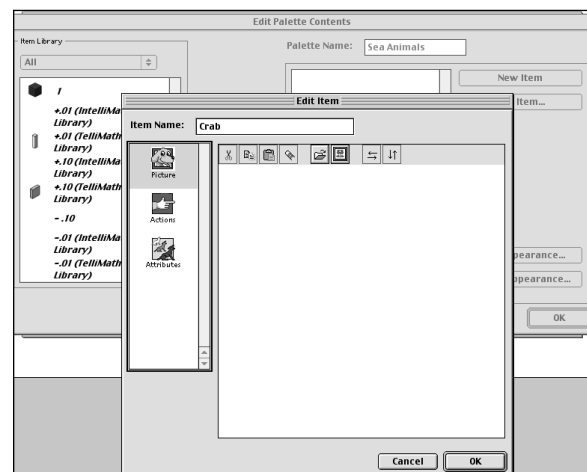 Edit Palette Contents
Item Library
Palette Name: Sea Animals
All
New Item
1
Edit Item
Item...
+.01 (IntelliMa
Library)
Item Name: Crab
+.01 (TelliMath
Library)
+.10 (IntelliMa
Library)
Picture
+.10 (TelliMath
Library)
Actions
-.10
-.01 (IntelliMa
Library)
-.01 (TelliMath
Library)
Attributes
ppearance...
ppearance...
OK
Cancel
OK